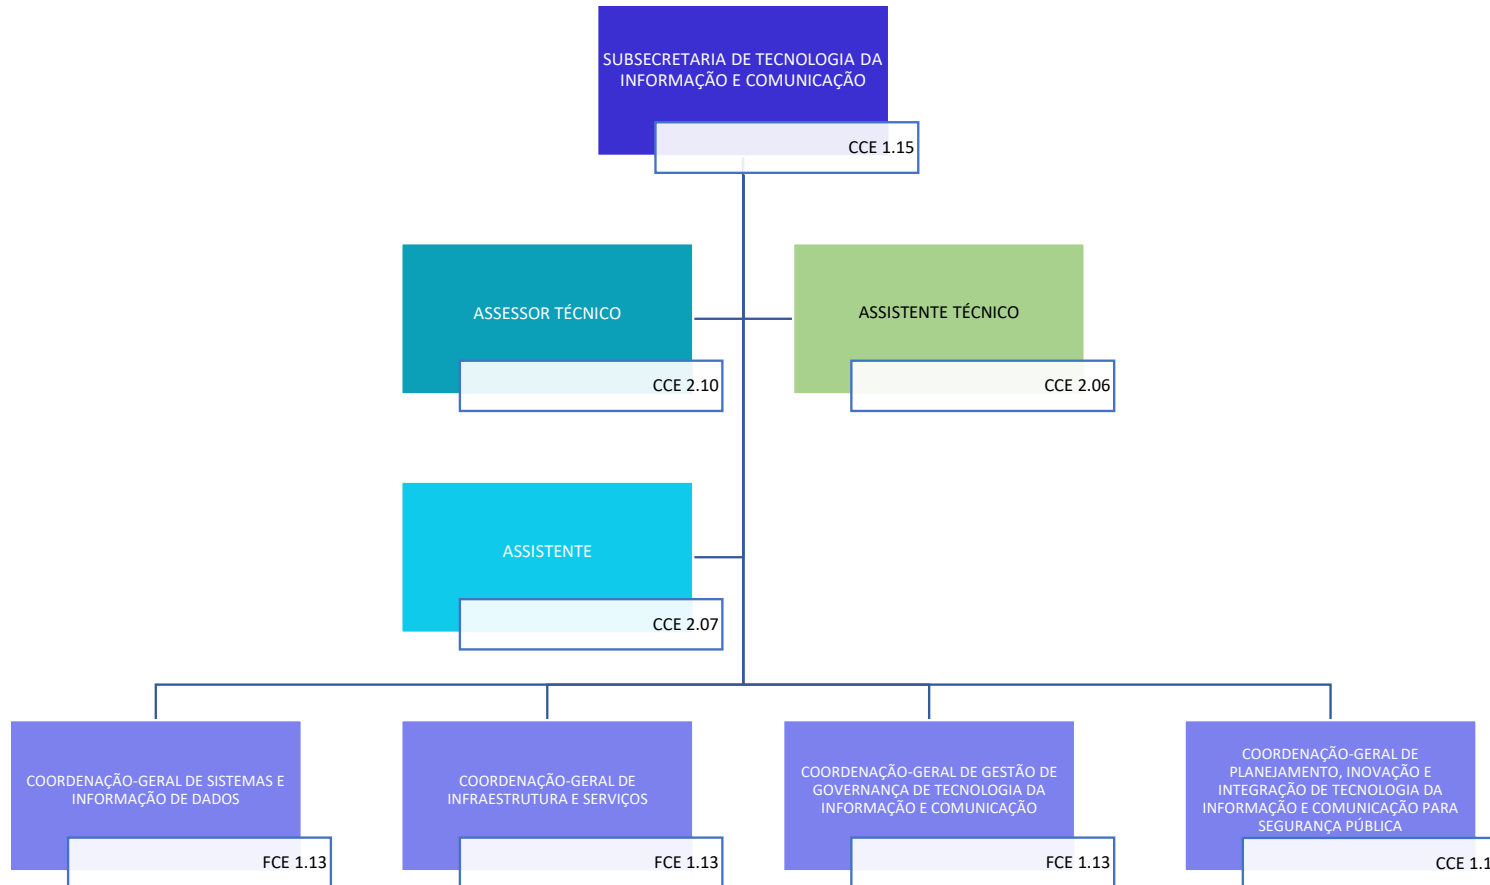 SUBSECRETARIA DE TECNOLOGIA DA
INFORMAÇÃO E COMUNICAÇÃO
CCE 1.15
ASSESSOR TÉCNICO
CCE 2.10
ASSISTENTE TÉCNICO
CCE 2.06
ASSISTENTE
CCE 2.07
COORDENAÇÃO-GERAL DE SISTEMAS E
INFORMAÇÃO DE DADOS
FCE 1.13
COORDENAÇÃO-GERAL DE
INFRAESTRUTURA E SERVIÇOS
FCE 1.13
COORDENAÇÃO-GERAL DE GESTÃO DE
GOVERNANÇA DE TECNOLOGIA DA
INFORMAÇÃO E COMUNICAÇÃO
FCE 1.13
COORDENAÇÃO-GERAL DE
PLANEJAMENTO, INOVAÇÃO E
INTEGRAÇÃO DE TECNOLOGIA DA
INFORMAÇÃO E COMUNICAÇÃO PARA
SEGURANÇA PÚBLICA
CCE 1.1